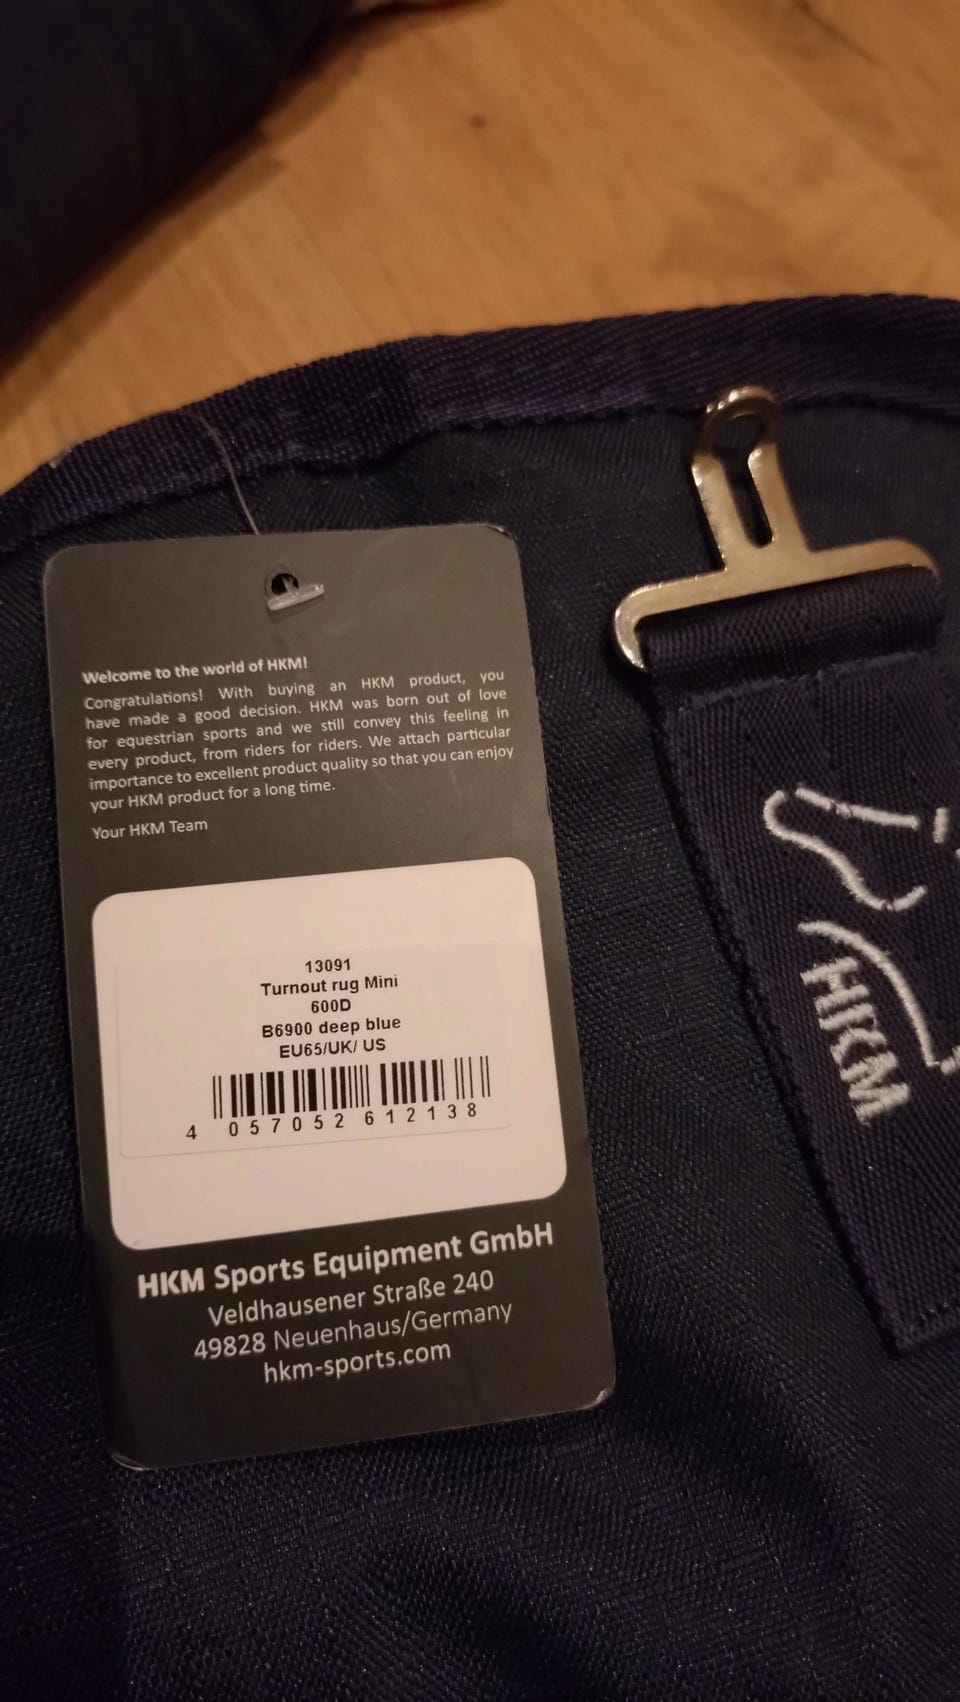 Welcome to the world of HKM!
Congratulations! With buying an HKM product, you
have made a good decision. HKM was born out of love
for equestrian sports and we still convey this feeling in
every product, from riders for riders. We attach particular
importance to excellent product quality so that you can enjoy
your HKM product for a long time.
Your HKM Team
13091
Turnout rug Mini
600D
B6900 deep blue
EU65/UK/ US
4 057052 612138
HKM Sports Equipment GmbH
Veldhausener Straße 240
49828 Neuenhaus/Germany
hkm-sports.com
HKM